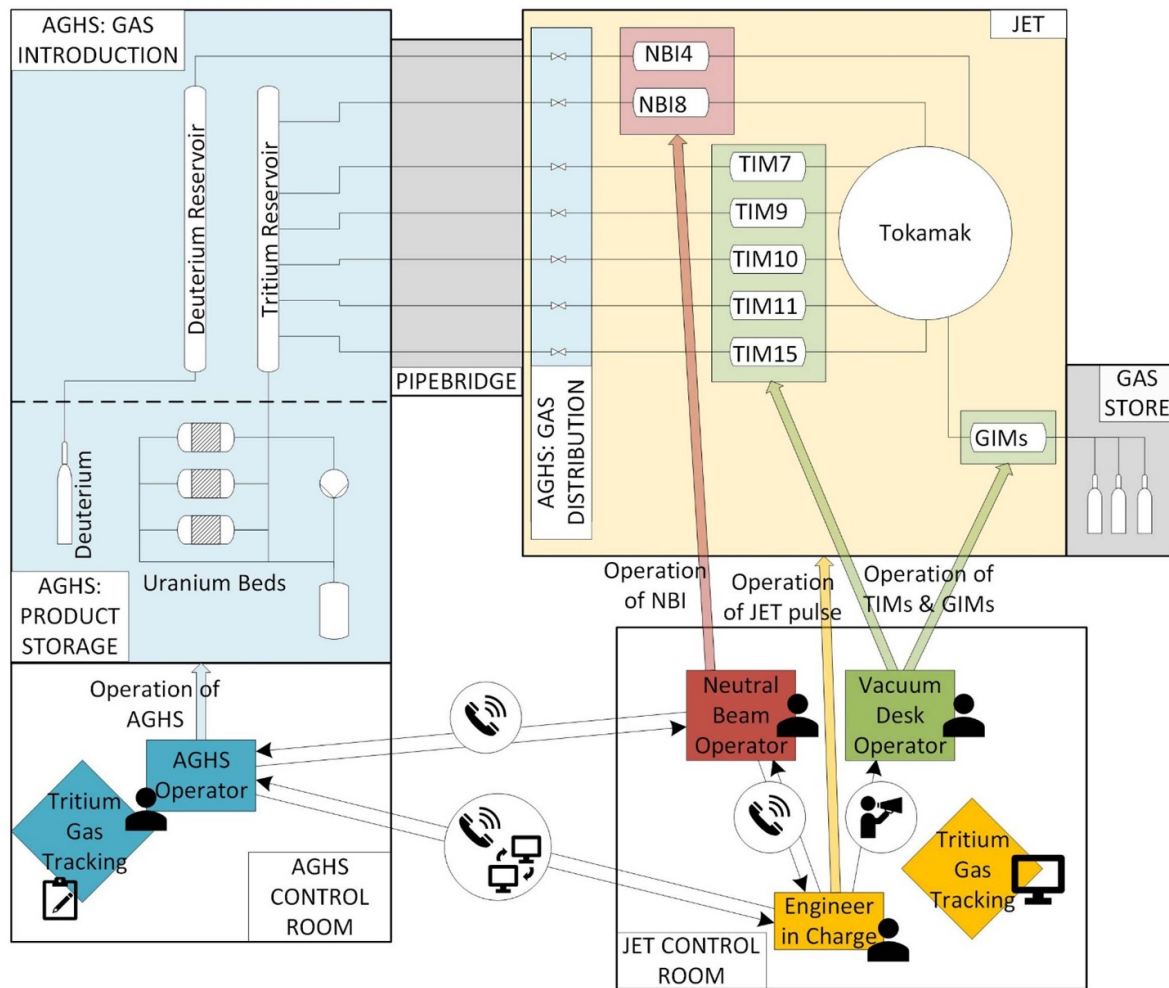 AGHS: GAS
INTRODUCTION
Deuterium Reservoir
Tritium Reservoir
PIPEBRIDGE
AGHS: GAS
DISTRIBUTION
JET
NBI4
NBI8
TIM7
TIM9
TIM10
TIM11
TIM15
Tokamak
GIMs
GAS
STORE
Deuterium
Uranium Beds
AGHS:
PRODUCT
STORAGE
Operation
of NBI
Operation
of JET pulse
Operation of
TIMs & GIMs
Operation of
AGHS
AGHS
Operator
Tritium
Gas
Tracking
AGHS
CONTROL
ROOM
Neutral
Beam
Operator
Vacuum
Desk
Operator
Tritium
Gas
Tracking
Engineer
in Charge
JET CONTROL
ROOM